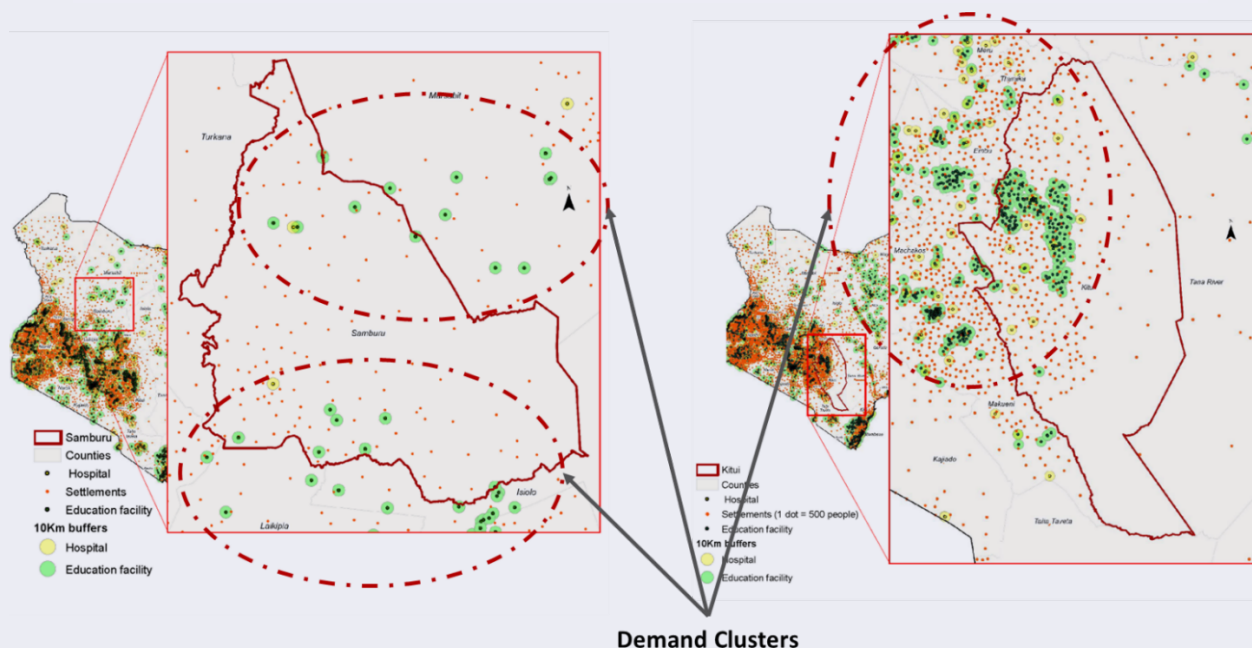 Marsabit
Turkana
Samburu
Isiolo
Laikipia
Samburu
Counties
Hospital
Settlements
Education facility
10Km buffers
Hospital
Education facility
Meru
Tharaka
Embu
Machakos
Kitui
Tana River
Makueni
Kajiado
Taita Taveta
Kitui
Counties
Hospital
Settlements (1 dot = 500 people)
Education facility
10Km buffers
Hospital
Education facility
Demand Clusters